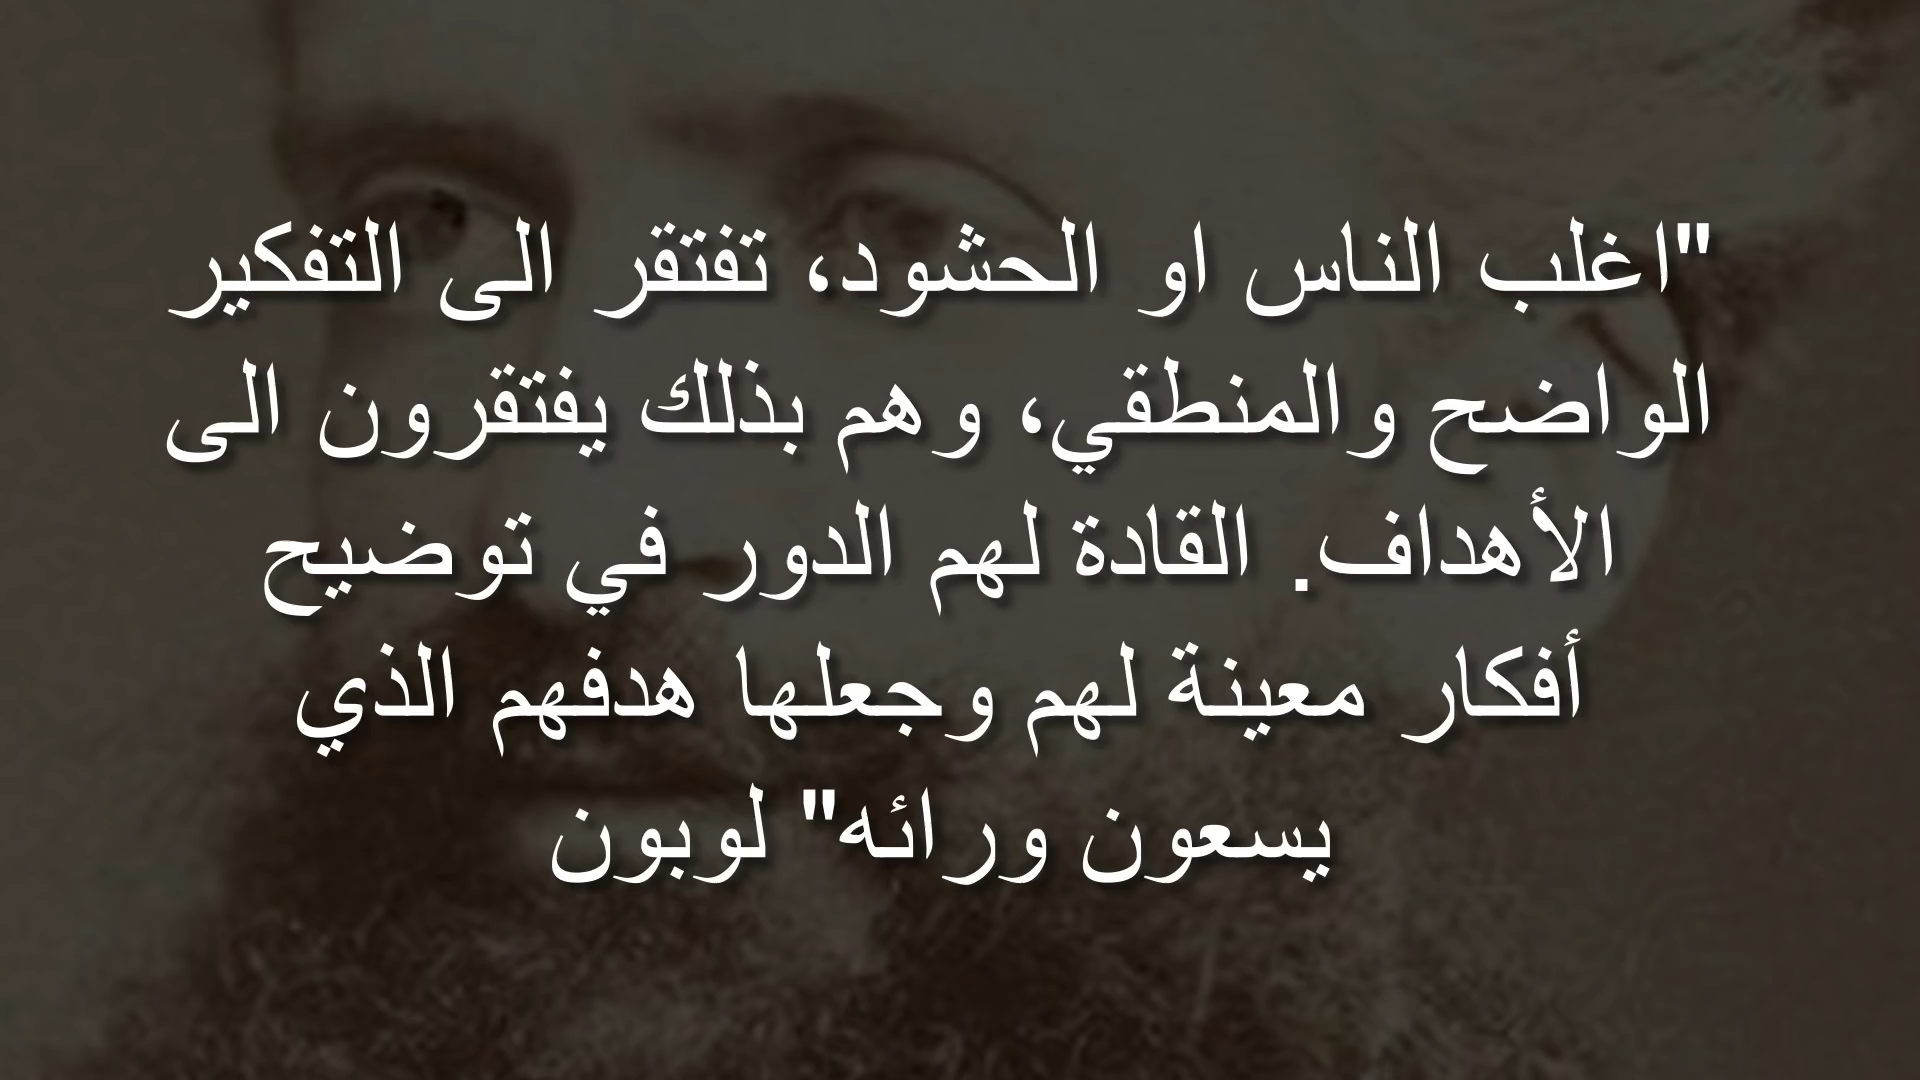 "اغلب الناس او الحشود، تفتقر الى التفكير
الواضح والمنطقي، وهم بذلك يفتقرون الى
الأهداف. القادة لهم الدور في توضيح
أفكار معينة لهم وجعلها هدفهم الذي
يسعون ورائه" لوبون